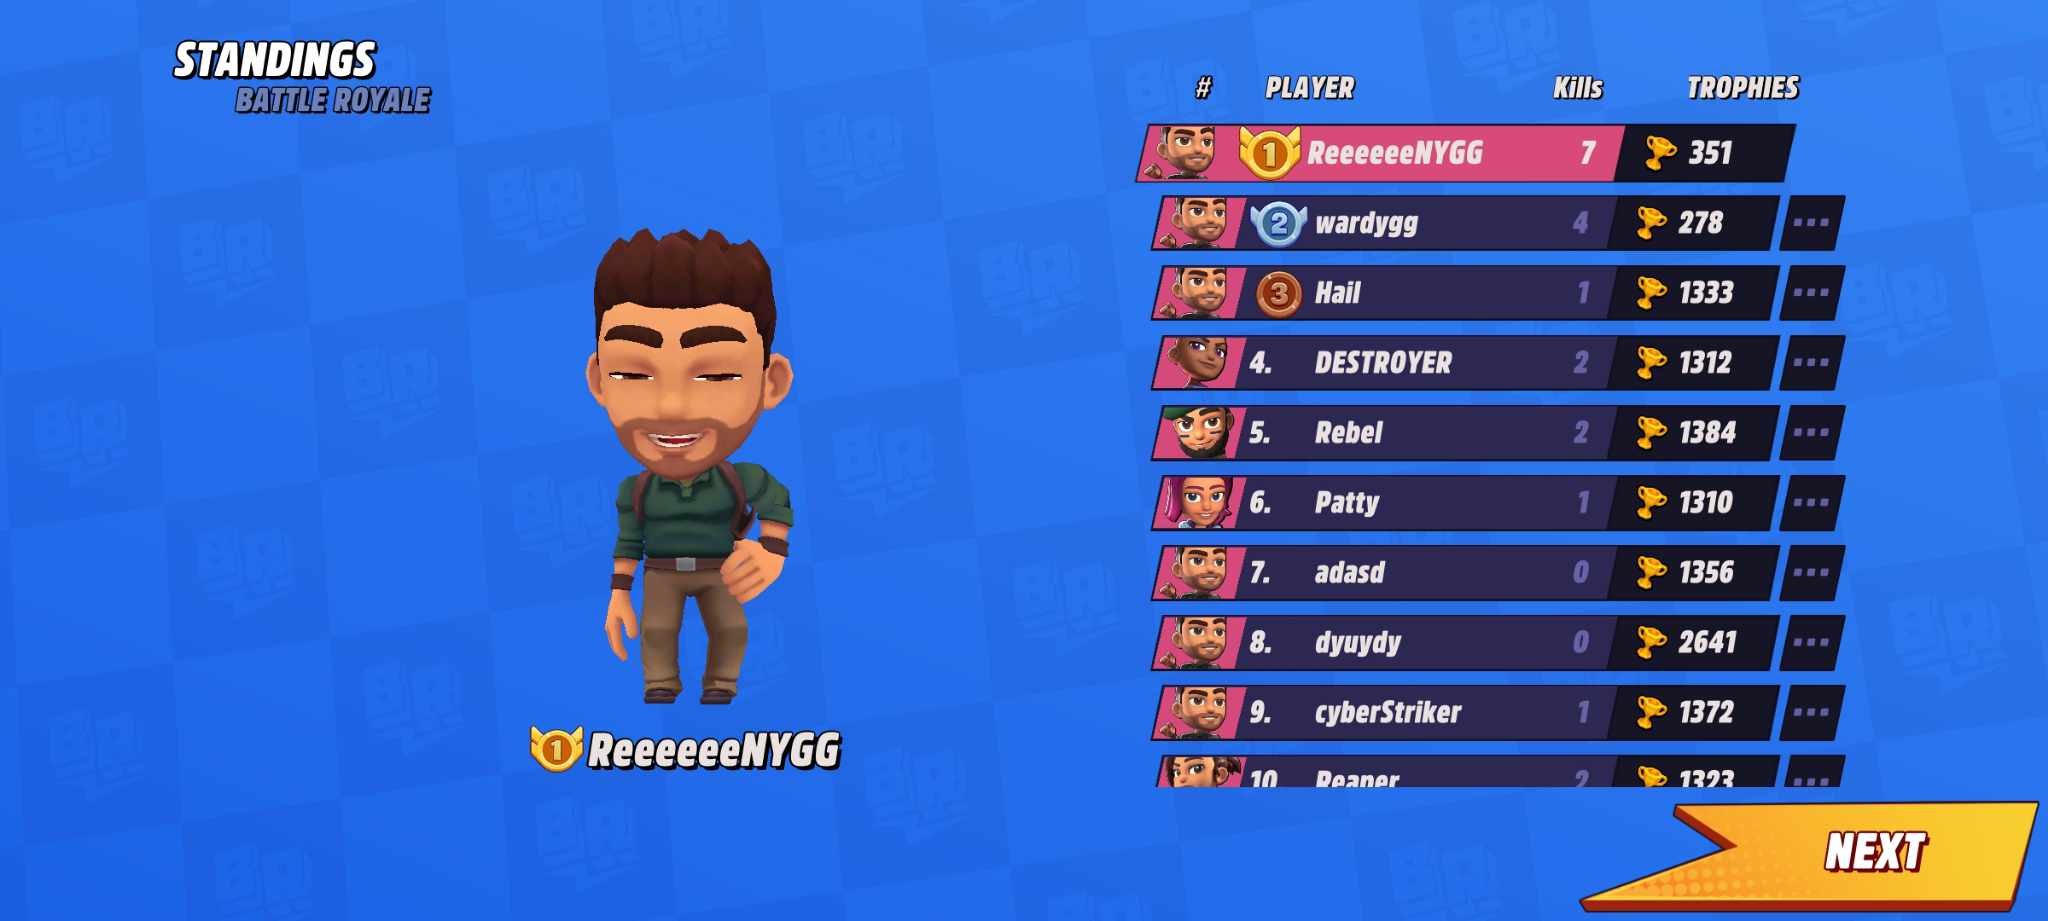 STANDINGS
BATTLE ROYALE
# PLAYER Kills TROPHIES
1 ReeeeeeNYGG 7 351
2 wardygg 4 278
3 Hail 1 1333
4. DESTROYER 2 1312
5. Rebel 2 1384
6. Patty 1 1310
7. adasd 0 1356
8. dyuydy 0 2641
9. cyberStriker 1 1372
10 Reaper 2 1323
1 ReeeeeeNYGG
NEXT